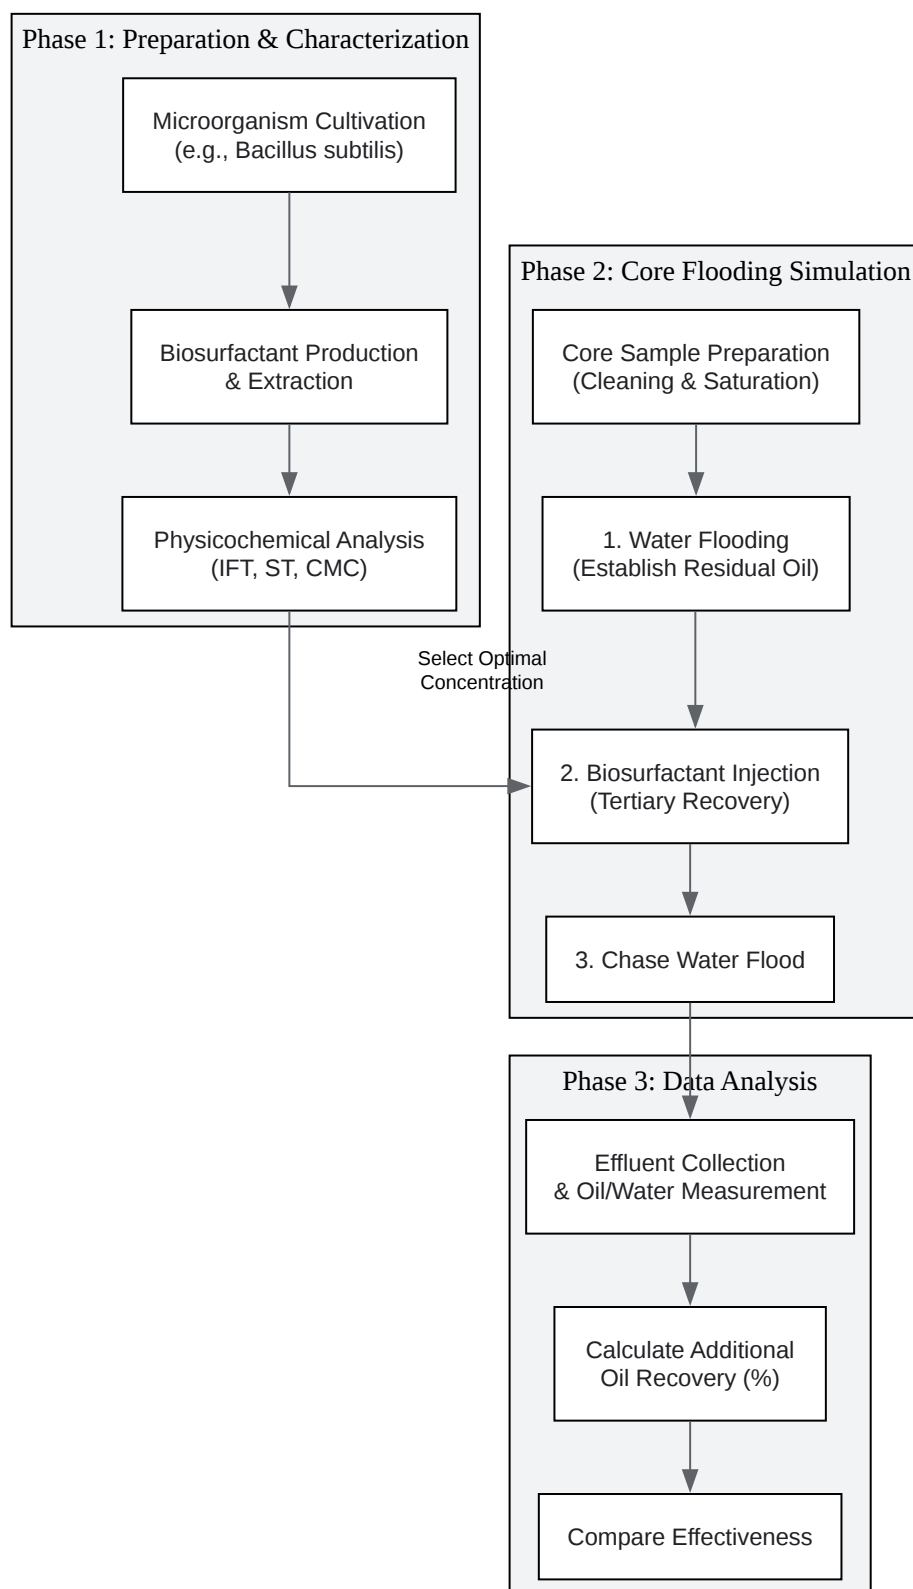 Phase 1: Preparation & Characterization
Microorganism Cultivation
(e.g., Bacillus subtilis)
Biosurfactant Production
& Extraction
Physicochemical Analysis
(IFT, ST, CMC)
Select Optimal
Concentration
Phase 2: Core Flooding Simulation
Core Sample Preparation
(Cleaning & Saturation)
1. Water Flooding
(Establish Residual Oil)
2. Biosurfactant Injection
(Tertiary Recovery)
3. Chase Water Flood
Phase 3: Data Analysis
Effluent Collection
& Oil/Water Measurement
Calculate Additional
Oil Recovery (%)
Compare Effectiveness